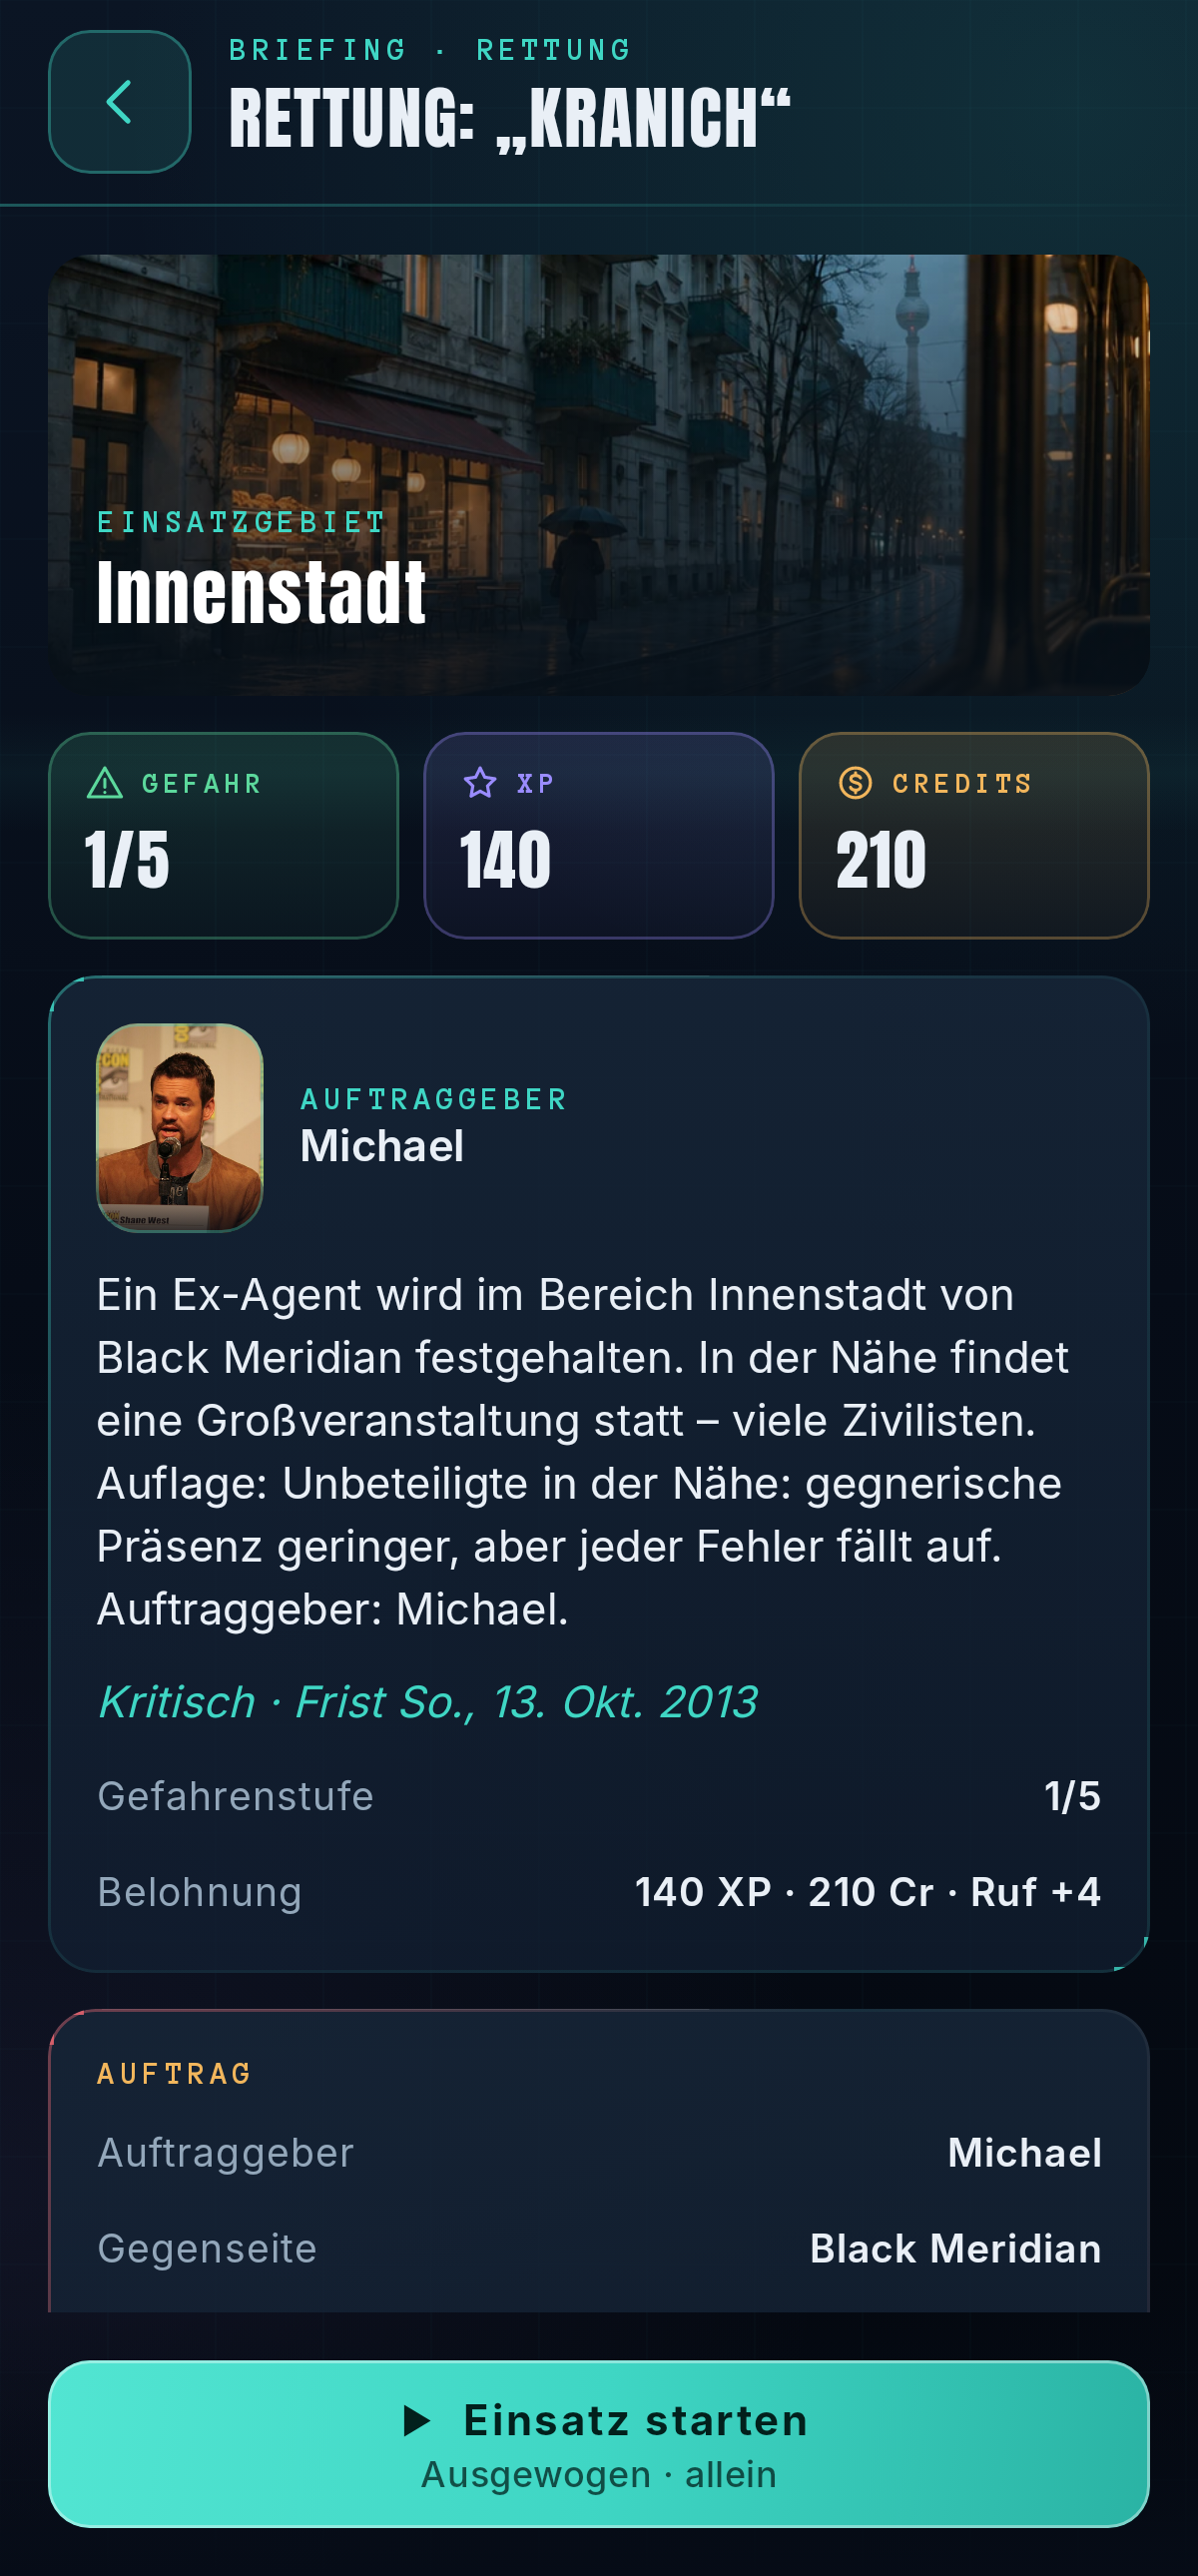 BRIEFING · RETTUNG
RETTUNG: „KRANICH“
EINSATZGEBIET
Innenstadt
GEFAHR
1/5
XP
140
CREDITS
210
CON
Shane West
AUFTRAGGEBER
Michael
Ein Ex-Agent wird im Bereich Innenstadt von
Black Meridian festgehalten. In der Nähe findet
eine Großveranstaltung statt – viele Zivilisten.
Auflage: Unbeteiligte in der Nähe: gegnerische
Präsenz geringer, aber jeder Fehler fällt auf.
Auftraggeber: Michael.
Kritisch · Frist So., 13. Okt. 2013
Gefahrenstufe 1/5
Belohnung 140 XP · 210 Cr · Ruf +4
AUFTRAG
Auftraggeber Michael
Gegenseite Black Meridian
Einsatz starten
Ausgewogen · allein